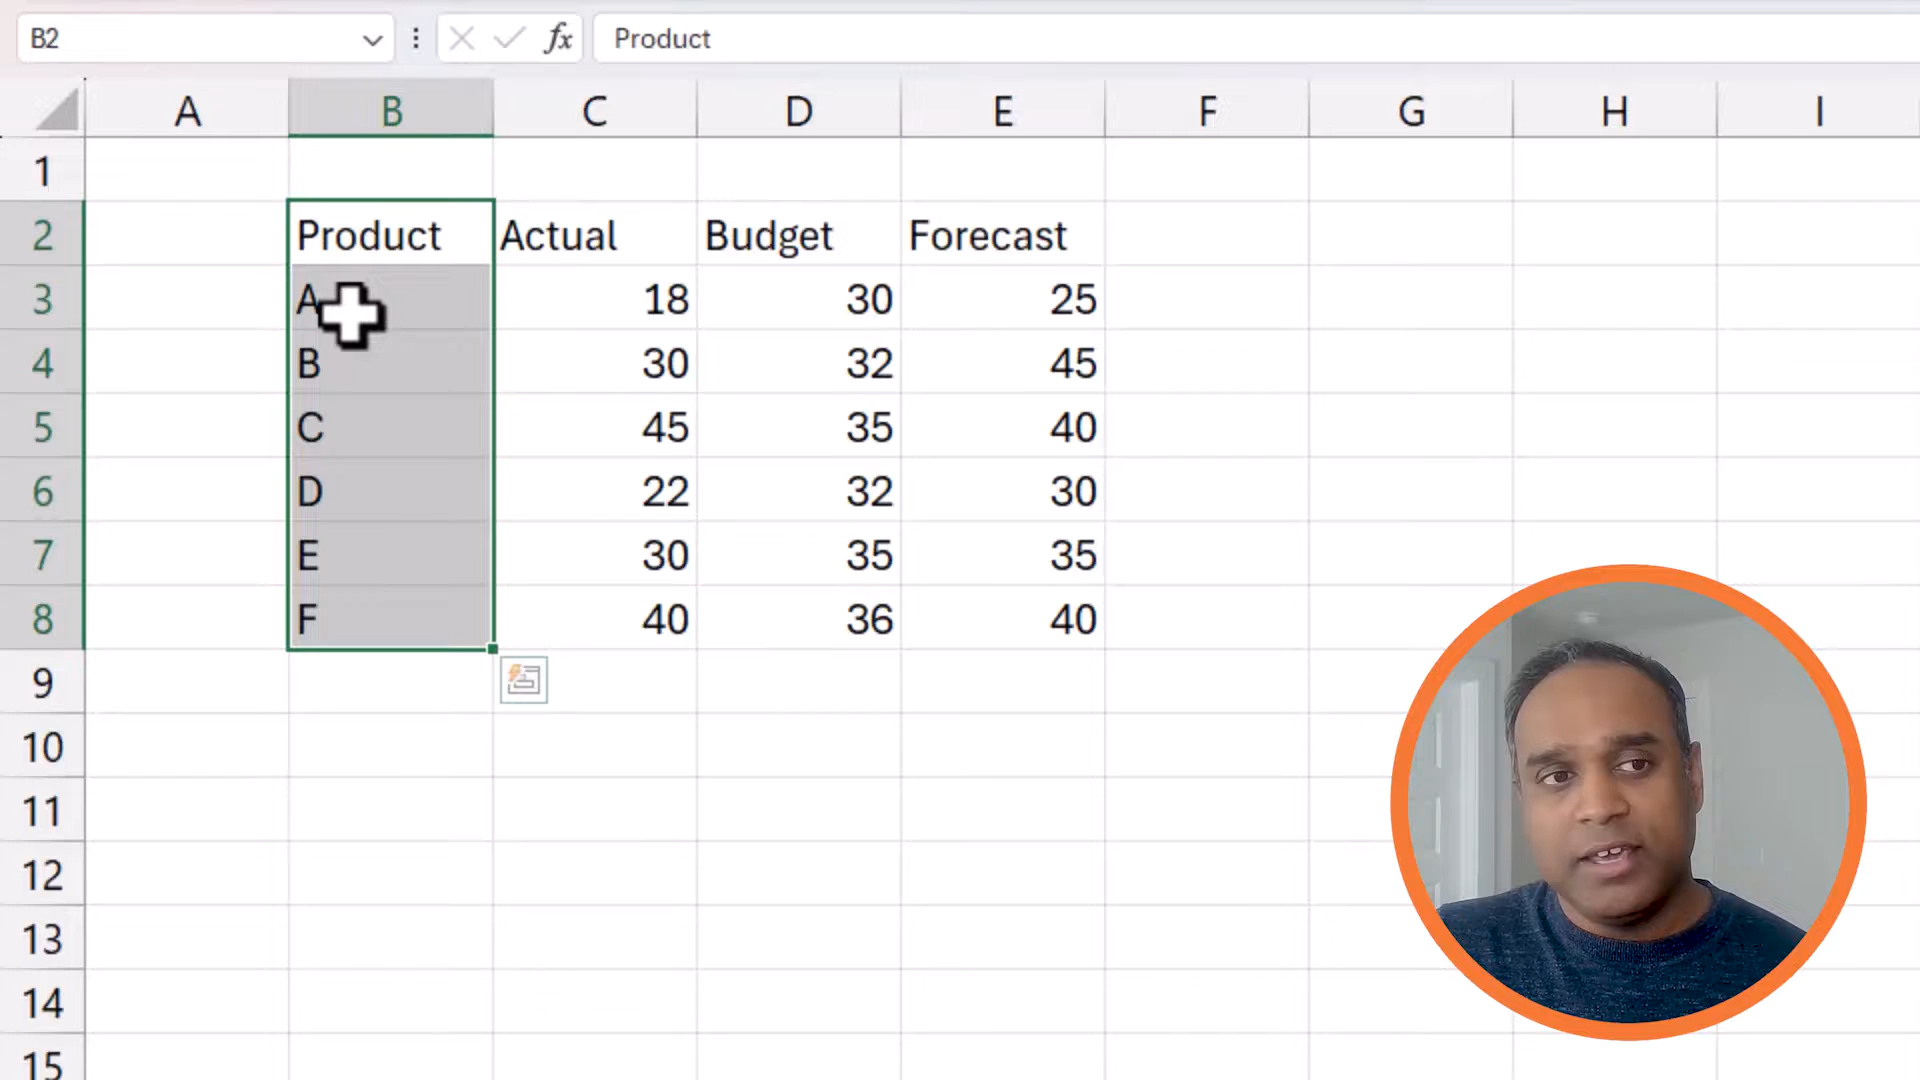 B2 fx Product
A B C D E F G H I
1
2 Product Actual Budget Forecast
3 A 18 30 25
4 B 30 32 45
5 C 45 35 40
6 D 22 32 30
7 E 30 35 35
8 F 40 36 40
9
10
11
12
13
14
15